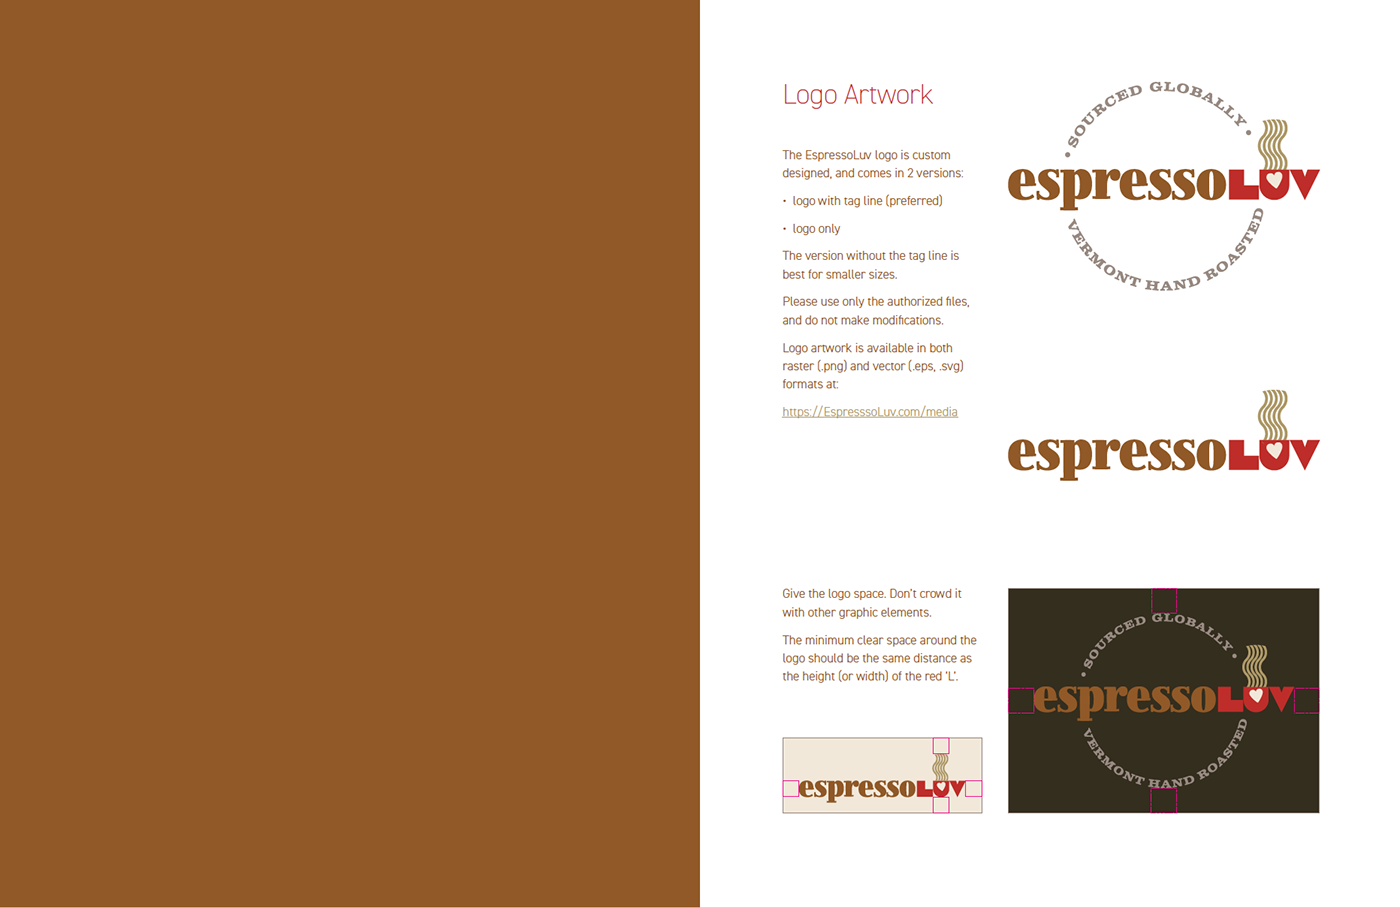 Logo Artwork
The EspressoLuv logo is custom
designed, and comes in 2 versions:
• logo with tag line (preferred)
• logo only
The version without the tag line is
best for smaller sizes.
Please use only the authorized files,
and do not make modifications.
Logo artwork is available in both
raster (.png) and vector (.eps, .svg)
formats at:
https://EspresssoLuv.com/media
• SOURCED GLOBALLY •
espressoLUV
VERMONT HAND ROASTED
espressoLUV
Give the logo space. Don't crowd it
with other graphic elements.
The minimum clear space around the
logo should be the same distance as
the height (or width) of the red 'L'.
espressoLUV
• SOURCED GLOBALLY •
espressoLUV
VERMONT HAND ROASTED